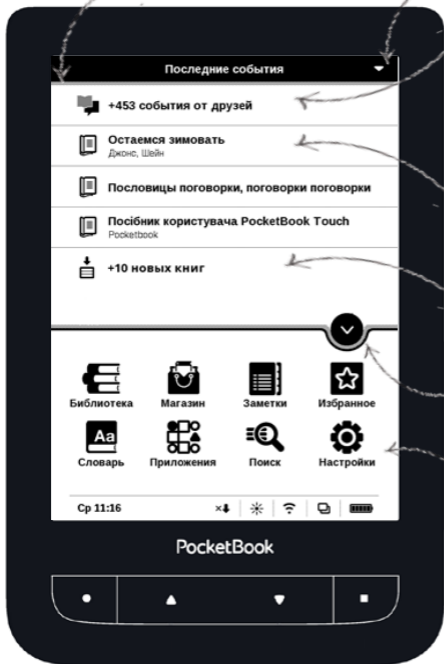 Последние события
+453 события от друзей
Остаемся зимовать
Джонс, Шейн
Пословицы поговорки, поговорки поговорки
Посібник користувача PocketBook Touch
Pocketbook
+10 новых книг
Библиотека Магазин Заметки Избранное
Aa
Словарь Приложения Поиск Настройки
Ср 11:16
PocketBook